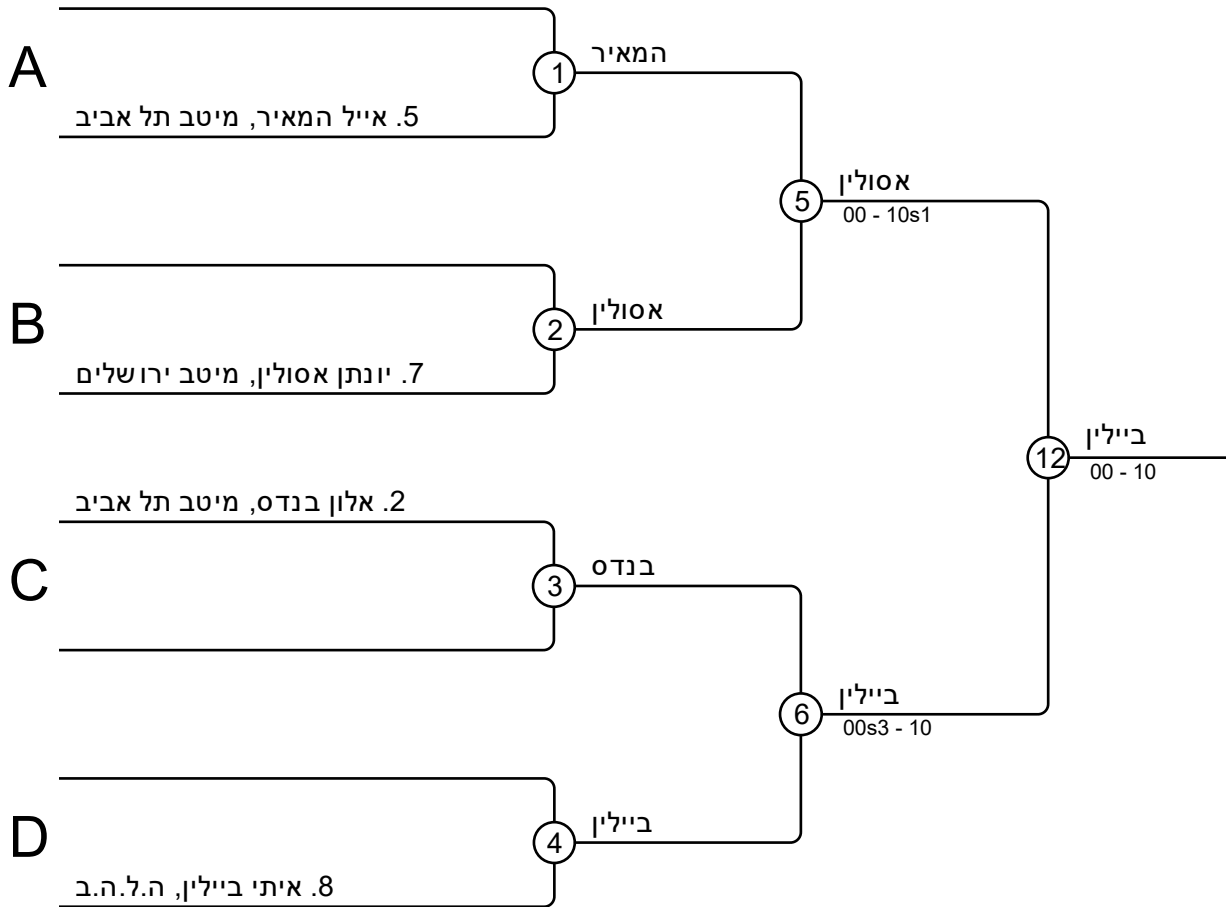 A
1
המאיר
5. אייל המאיר, מיטב תל אביב
5
אסולין
00 - 10s1
B
2
אסולין
7. יונתן אסולין, מיטב ירושלים
12
ביילין
00 - 10
2. אלון בנדס, מיטב תל אביב
C
3
בנדס
6
ביילין
00s3 - 10
D
4
ביילין
8. איתי ביילין, ה.ל.ה.ב